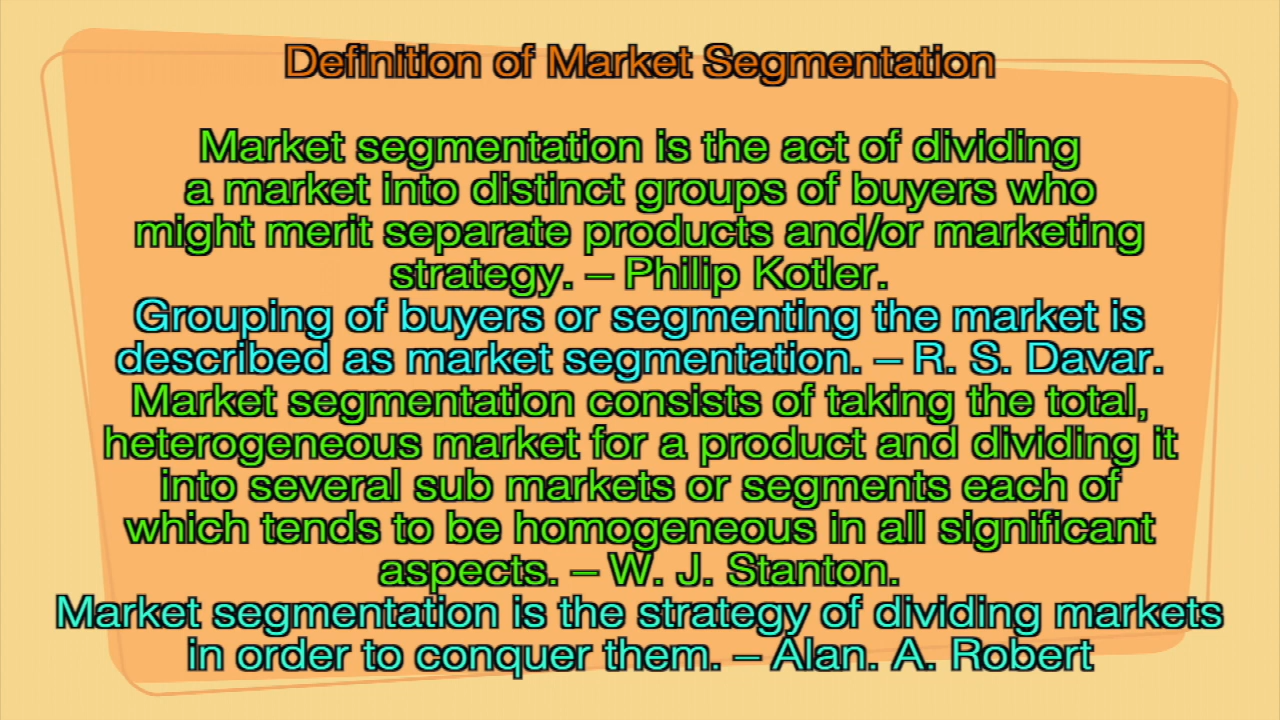 Definition of Market Segmentation
Market segmentation is the act of dividing
a market into distinct groups of buyers who
might merit separate products and/or marketing
strategy. – Philip Kotler.
Grouping of buyers or segmenting the market is
described as market segmentation. – R. S. Davar.
Market segmentation consists of taking the total,
heterogeneous market for a product and dividing it
into several sub markets or segments each of
which tends to be homogeneous in all significant
aspects. – W. J. Stanton.
Market segmentation is the strategy of dividing markets
in order to conquer them. – Alan. A. Robert